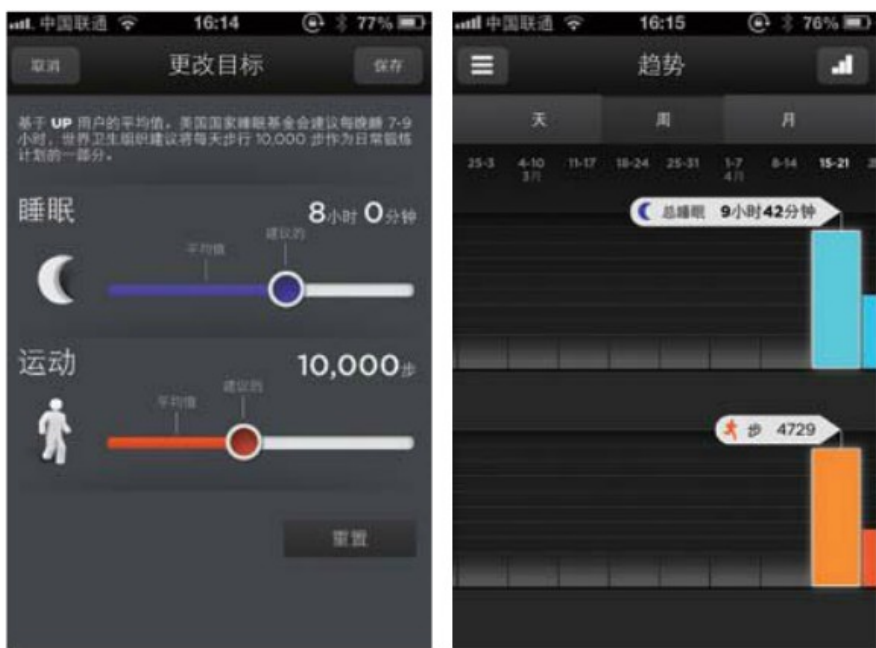 中国联通 16:14 77%
取消 更改目标 保存
基于 UP 用户的平均值。美国国家睡眠基金会建议每晚睡 7-9
小时，世界卫生组织建议将每天步行 10,000 步作为日常锻炼
计划的一部分。
睡眠 8小时 0分钟
建议的
平均值
运动 10,000步
建议的
平均值
重置
中国联通 16:15 76%
趋势
天 周 月
25-3 4-10 11-17 18-24 25-31 1-7 8-14 15-21
3月 4月
总睡眠 9小时42分钟
步 4729